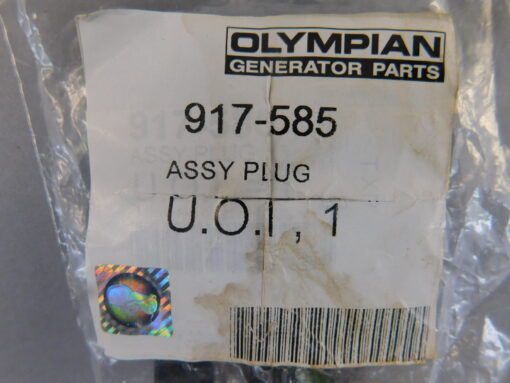 OLYMPIAN
GENERATOR PARTS
917-585
ASSY PLUG
U.O.I, 1